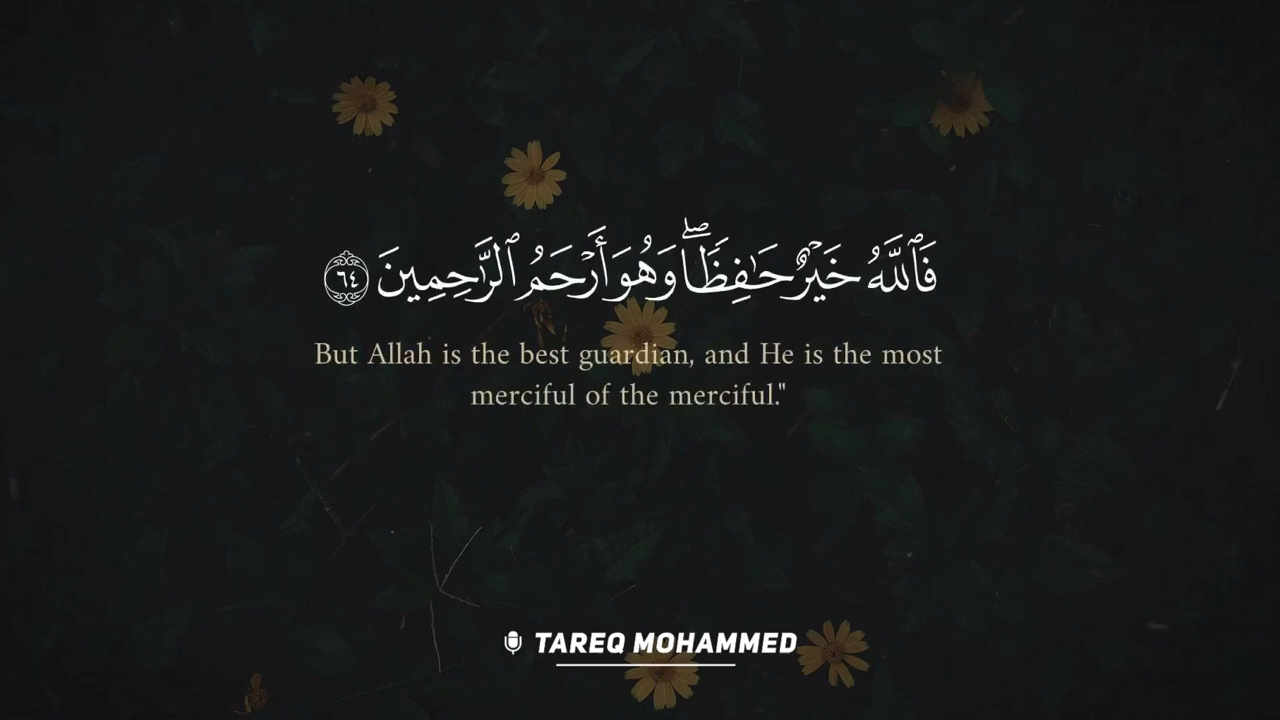 فَٱللَّهُ خَيْرٌ حَـٰفِظًا ۖ وَهُوَ أَرْحَمُ ٱلرَّٰحِمِينَ ٦٤
But Allah is the best guardian, and He is the most
merciful of the merciful."
TAREQ MOHAMMED